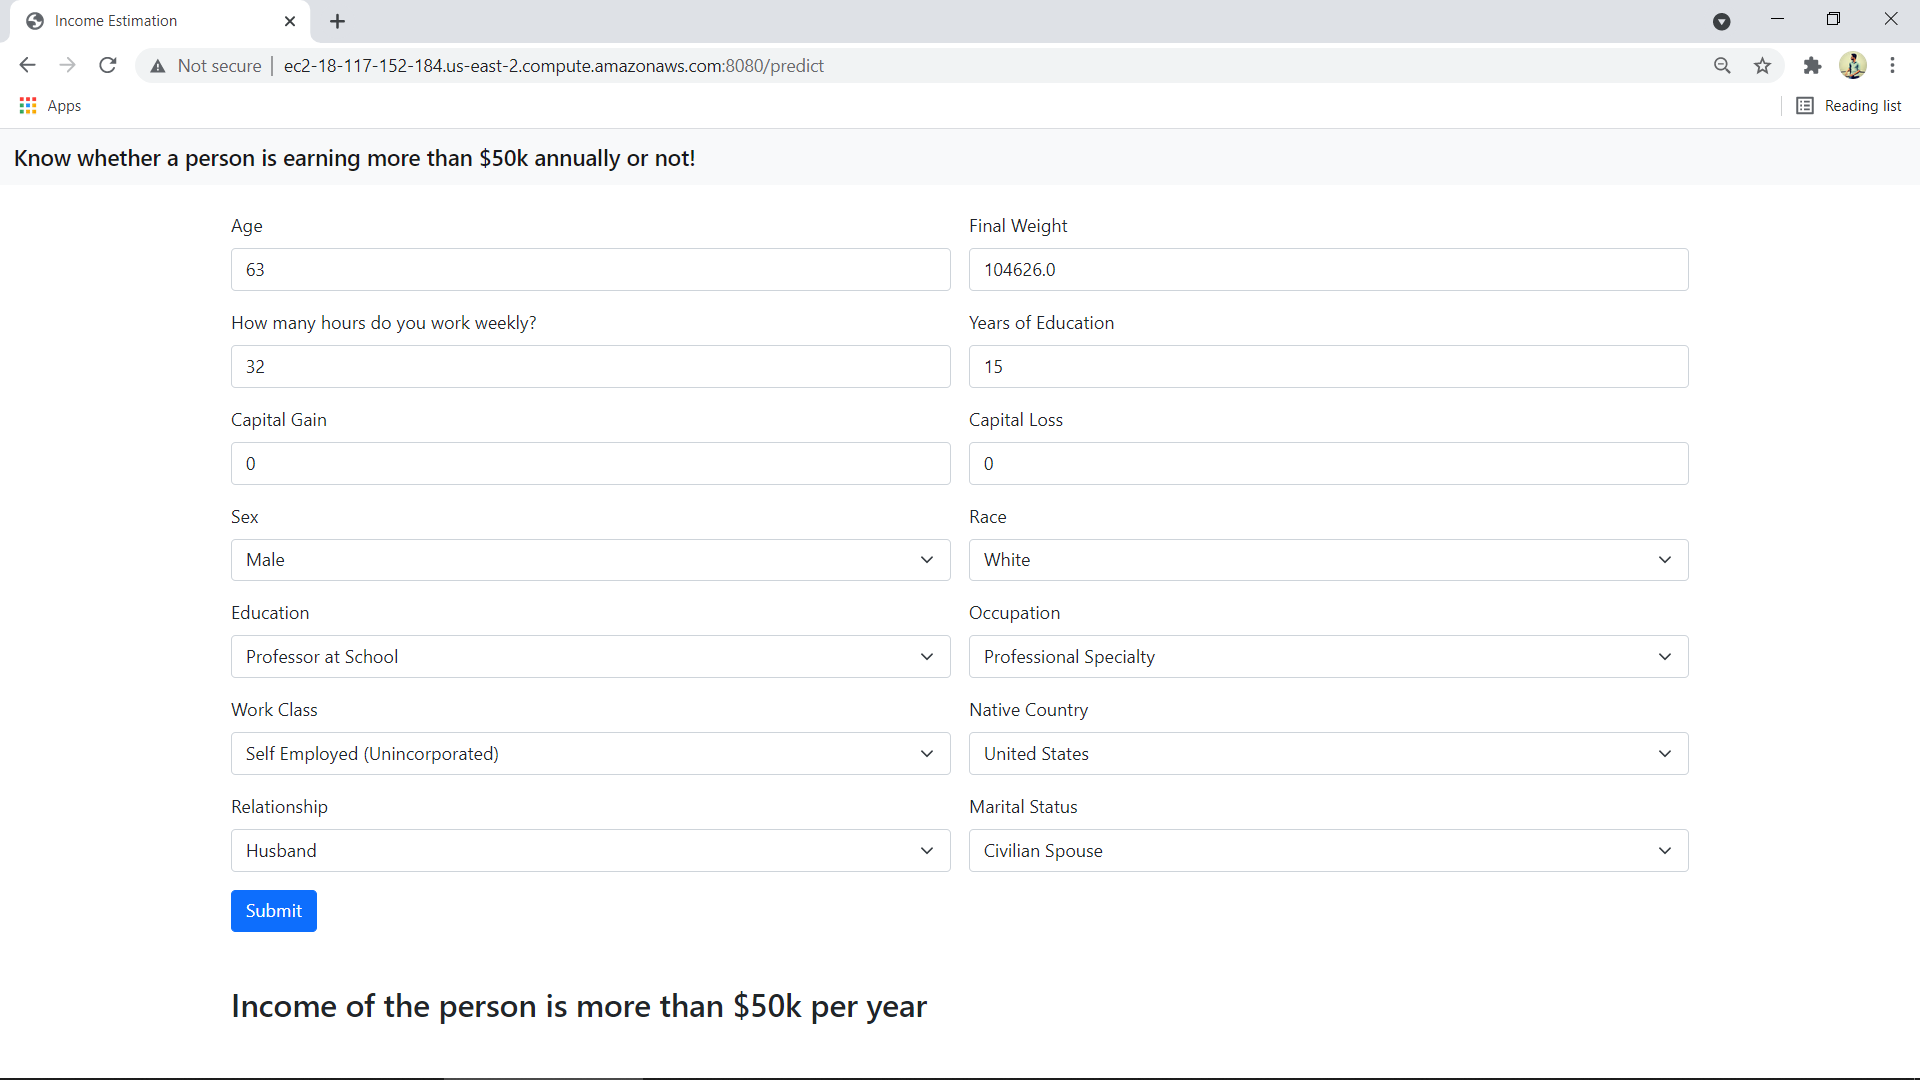 Income Estimation
Not secure | ec2-18-117-152-184.us-east-2.compute.amazonaws.com:8080/predict
Apps
Reading list
Know whether a person is earning more than $50k annually or not!
Age
Final Weight
63
104626.0
How many hours do you work weekly?
Years of Education
32
15
Capital Gain
Capital Loss
0
0
Sex
Race
Male
White
Education
Occupation
Professor at School
Professional Specialty
Work Class
Native Country
Self Employed (Unincorporated)
United States
Relationship
Marital Status
Husband
Civilian Spouse
Submit
Income of the person is more than $50k per year